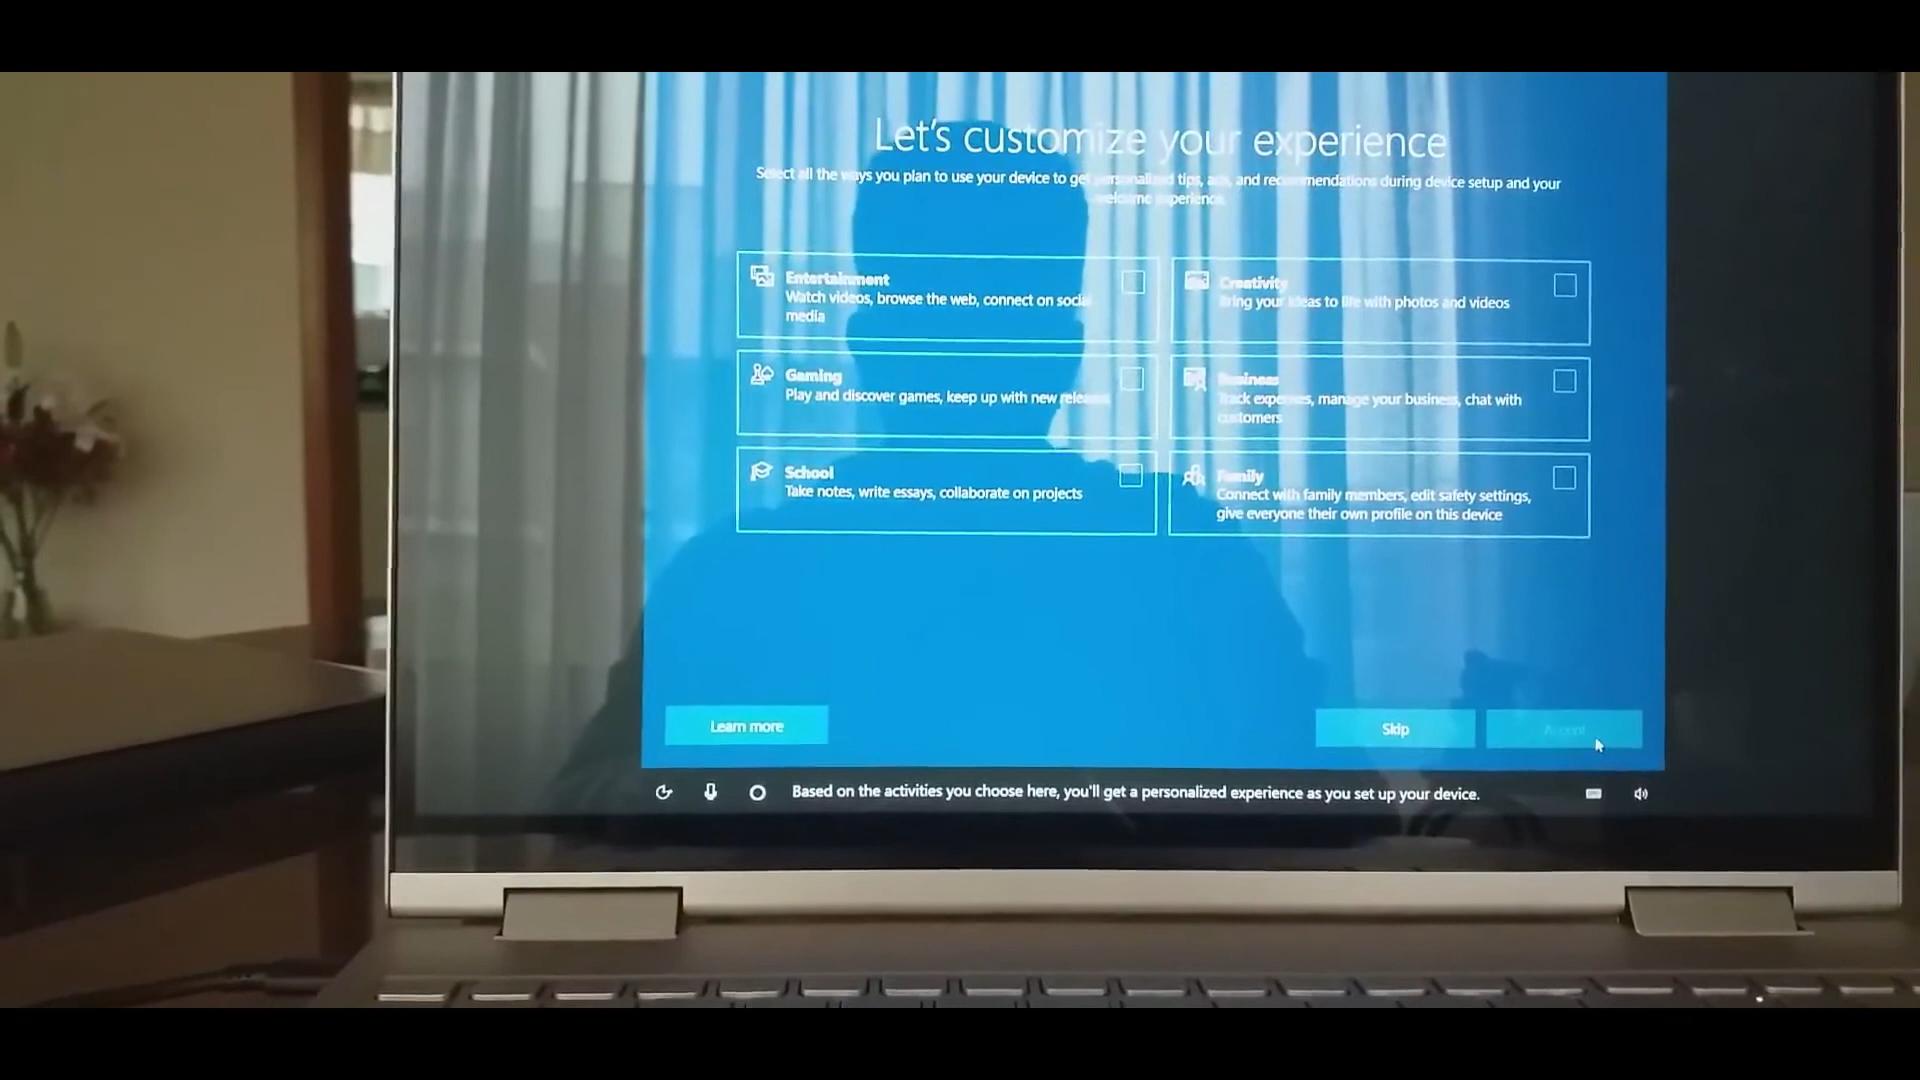 Let's customize your experience
Select all the ways you plan to use your device to get personalized tips, ads, and recommendations during device setup and your
welcome experience.
Entertainment
Watch videos, browse the web, connect on social
media
Creativity
Bring your ideas to life with photos and videos
Gaming
Play and discover games, keep up with new releases
Business
Track expenses, manage your business, chat with
customers
School
Take notes, write essays, collaborate on projects
Family
Connect with family members, edit safety settings,
give everyone their own profile on this device
Learn more
Skip
Accept
Based on the activities you choose here, you'll get a personalized experience as you set up your device.